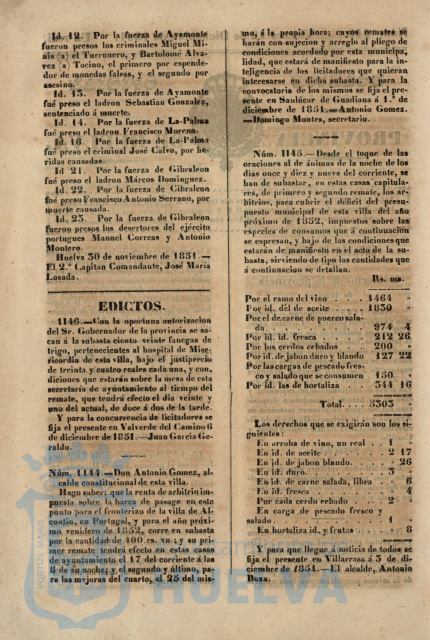 Id. 12. Por la fuerza de Ayamonte
fueron presos los criminales Miguel Mi-
nis (a) el Turronero, y Bartolomé Alva-
rez (a) Tocino, el primero por espende-
dor de monedas falsas, y el segundo por
asesino.
Id. 13. Por la fuerza de Ayamonte
fué preso el ladron Sebastian Gonzalez,
sentenciado á muerte.
Id. 14. Por la fuerza de La-Palma
fué preso el ladron Francisco Moreno.
Id. 16. Por la fuerza de La-Palma
fué preso el criminal José Calvo, por he-
ridas causadas.
Id. 21. Por la fuerza de Gibraleon
fué preso el ladron Márcos Dominguez.
Id. 22. Por la fuerza de Gibraleon
fué preso Francisco Antonio Serrano, por
muerte causada.
Id. 23. Por la fuerza de Gibraleon
fueron presos los desertores del ejército
portugues Manuel Correas y Antonio
Montero.
Huelva 30 de noviembre de 1851.—
El 2.º Capitan Comandante, José María
Losada.
EDICTOS.
1146.—Con la oportuna autorizacion
del Sr. Gobernador de la provincia se sa-
can á la subasta ciento veinte fanegas de
trigo, pertenecientes al hospital de Mise-
ricordia de esta villa, bajo el justiprecio
de treinta y cuatro reales cada una, y con,
diciones que estarán sobre la mesa de esta
secretaria de ayuntamiento al tiempo del
remate, que tendrá efecto el dia veinte y
uno del actual, de doce á dos de la tarde.
Y para la concurrencia de licitadores se
fija el presente en Valverde del Camino 6
de diciembre de 1851.—Juan Garcia Ge-
raldo.
Núm. 1144.—Don Antonio Gomez, al-
calde constitucional de esta villa.
Hago saber: que la renta de arbitrio im-
puesta sobre la barca de pasage en este
punto para el fronterizo de la villa de Al-
coutin, en Portugal, y para el año próxi-
mo venidero de 1852, corre en subasta
por la cantidad de 400 rs. vn.; y su pri-
mer remate tendrá efecto en estas casas
de ayuntamiento el 17 del corriente á las
8 de su noche; y el segundo y último, pa-
ra las mejoras del cuarto, el 25 del mis-
mo, á la propia hora; cuyos remates se
harán con sujecion y arreglo al pliego de
condiciones acordado por esta municipa,
lidad, que estará de manifiesto para la in-
teligencia de los licitadores que quieran
interesarse en dicha subasta. Y para la
convocatoria de los mismos se fija el pre-
sente en Sanlúcar de Guadiana á 1.º de
diciembre de 1851.—Antonio Gomez.
—Domingo Montes, secretario.
Núm. 1145.—Desde el toque de las
oraciones al de ánimas de la noche de los
dias once y diez y nueve del corriente, se
han de subastar, en estas casas capitula-
res, de primero y segundo remate, los ar-
bitrios, para cubrir el déficit del presu-
puesto municipal de esta villa del año
próximo de 1852, impuestos sobre las
especies de consumos que á continuacion
se espresan, y bajo de las condiciones que
estarán de manifiesto en el acto de la su-
basta, sirviendo de tipo las cantidades que
á continuacion se detallan.
Rs. ms.
Por el ramo del vino . . . . 1464 "
Por id. del de aceite . . . . 1830 "
Por el de carne de puerco sala-
da . . . . . . . . 974 4
Por id. id. fresca . . . . 212 26
Por los cerdos cebados . . . 200 "
Por id. de jabon duro y blando 127 22
Por las cargas de pescado fres-
co y salado que se consumen 150 "
Por id. las de hortaliza . . . 344 16
Total. . . . 5303
Los derechos que se exigirán son los si-
guientes:
En arroba de vino, un real . . 1 "
En id. de aceite . . . . . 2 17
En id. de jabon blando. . . . " 26
En id. duro. . . . . . . 3
En id. de carne salada, libra . . 6
En id. fresca . . . . . . 4
Por cada cerdo cebado . . . 2 "
En carga de pescado fresco y
salado. . . . . . . . 1 "
En hortaliza id. y frutas . . . " 8
Y para que llegue á noticia de todos se
fija el presente en Villarrasa á 3 de di-
ciembre de 1851.—El alcalde, Antonio
Boza.
PORTUS MARIS
HUELVA